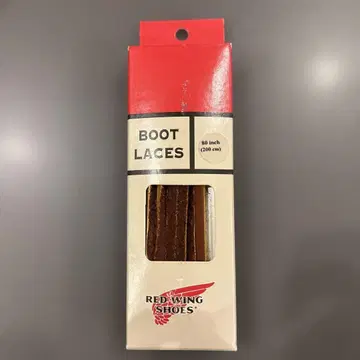 BOOT
LACES
80 inch
(200 cm)
RED WING
SHOES®